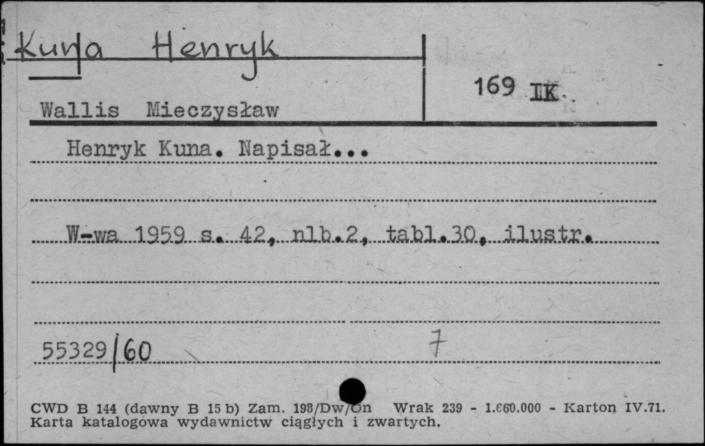 Kuna Henryk
169 IK
Wallis Mieczysław
Henryk Kuna. Napisał...
W-wa 1959 s. 42, nlb.2, tabl.30, ilustr.
55329/60 7
CWD B 144 (dawny B 15 b) Zam. 198/Dw/On Wrak 239 - 1.660.000 - Karton IV.71.
Karta katalogowa wydawnictw ciągłych i zwartych.